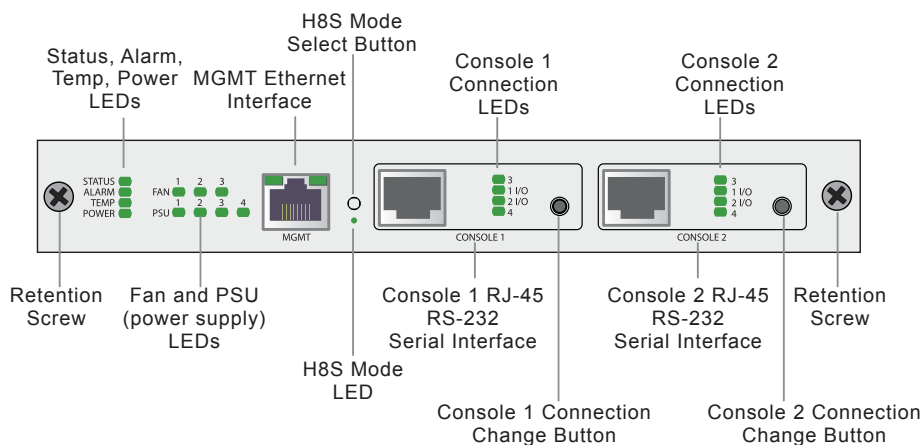 H8S Mode
Select Button
Status, Alarm,
Temp, Power
LEDs
MGMT Ethernet
Interface
Console 1
Connection
LEDs
Console 2
Connection
LEDs
STATUS
ALARM
TEMP
POWER
1 2 3
FAN
1 2 3 4
PSU
MGMT
3
1 I/O
2 I/O
4
CONSOLE 1
3
1 I/O
2 I/O
4
CONSOLE 2
Retention
Screw
Fan and PSU
(power supply)
LEDs
H8S Mode
LED
Console 1 RJ-45
RS-232
Serial Interface
Console 2 RJ-45
RS-232
Serial Interface
Retention
Screw
Console 1 Connection
Change Button
Console 2 Connection
Change Button